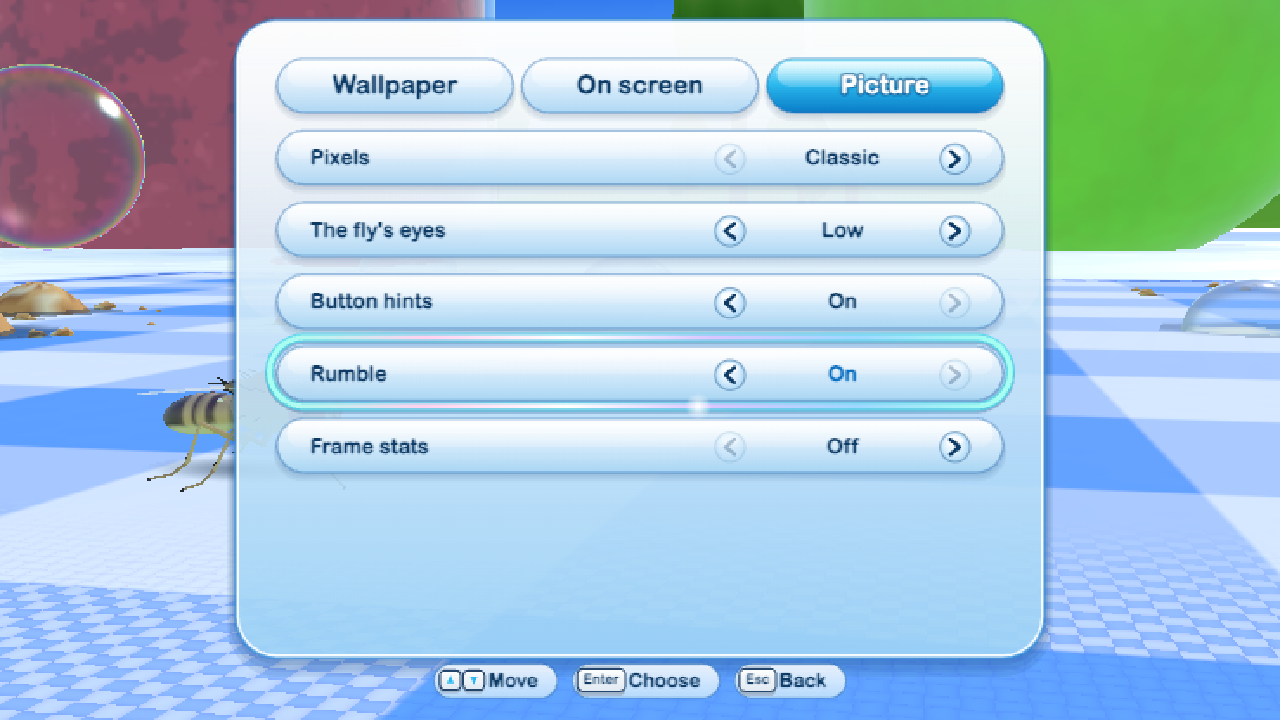 Wallpaper On screen Picture
Pixels Classic
The fly's eyes Low
Button hints On
Rumble On
Frame stats Off
Move Enter Choose Esc Back